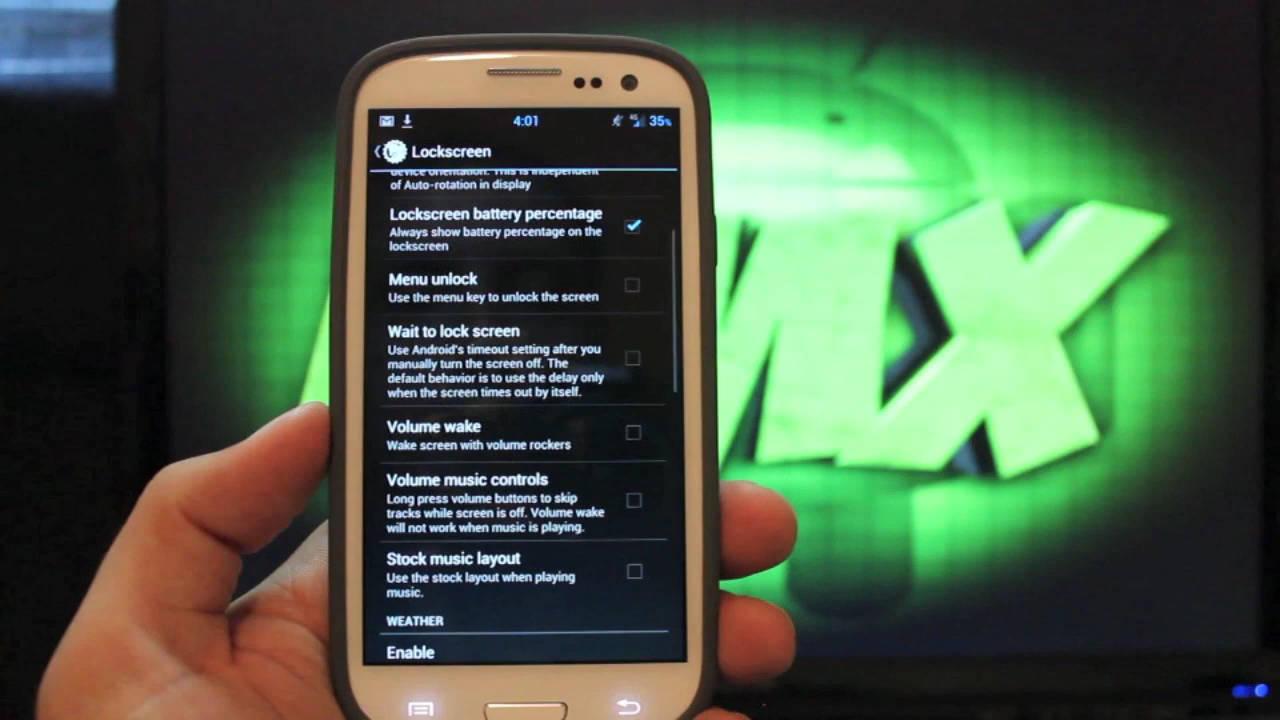 4:01
4G
35%
Lockscreen
device orientation. This is independent
of Auto-rotation in display
Lockscreen battery percentage
Always show battery percentage on the
lockscreen
Menu unlock
Use the menu key to unlock the screen
Wait to lock screen
Use Android's timeout setting after you
manually turn the screen off. The
default behavior is to use the delay only
when the screen times out by itself.
Volume wake
Wake screen with volume rockers
Volume music controls
Long press volume buttons to skip
tracks while screen is off. Volume wake
will not work when music is playing.
Stock music layout
Use the stock layout when playing
music.
WEATHER
Enable